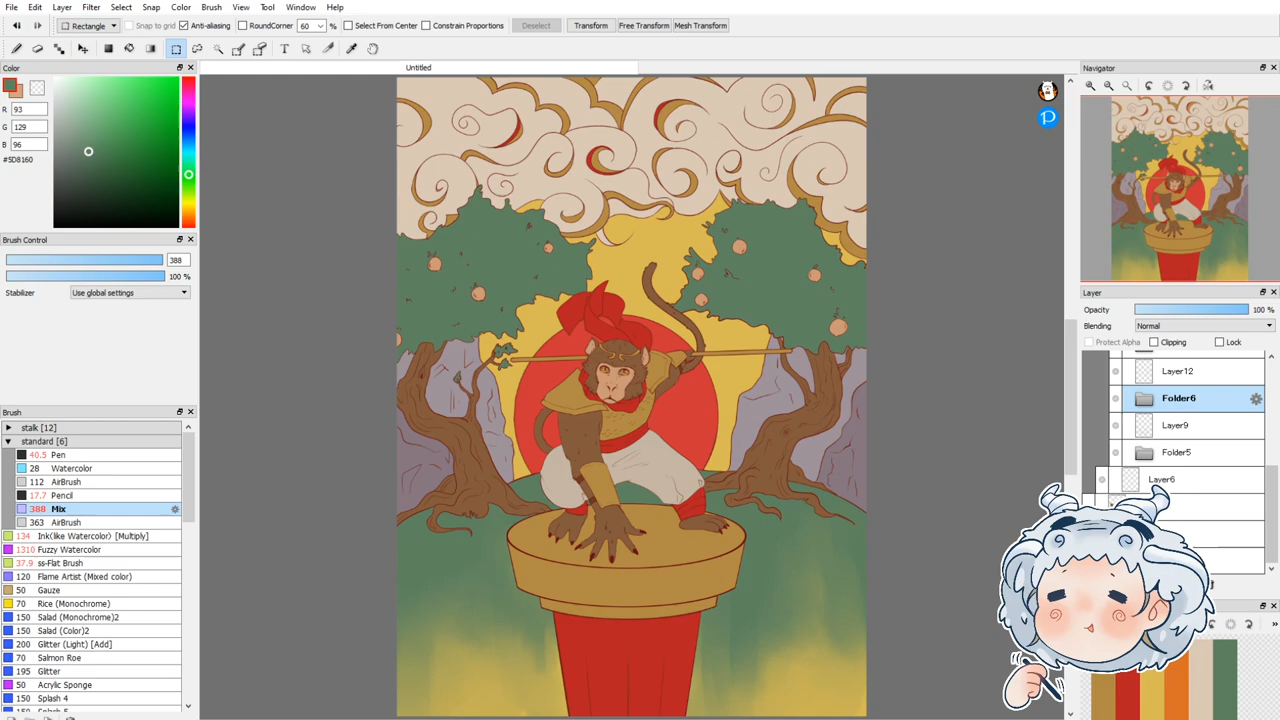 File Edit Layer Filter Select Snap Color Brush View Tool Window Help
Rectangle Snap to grid Anti-aliasing RoundCorner 60 % Select From Center Constrain Proportions Deselect Transform Free Transform Mesh Transform
T
Color
Untitled
Navigator
R 93
G 129
B 96
#5D8160
P
Brush Control
388
100 %
Stabilizer Use global settings
Layer
Opacity 100 %
Blending Normal
Protect Alpha Clipping Lock
Layer12
Folder6
Layer9
Folder5
Layer6
Brush
stalk [12]
standard [6]
40.5 Pen
28 Watercolor
112 AirBrush
17.7 Pencil
388 Mix
363 AirBrush
134 Ink(like Watercolor) [Multiply]
1310 Fuzzy Watercolor
37.9 ss-Flat Brush
120 Flame Artist (Mixed color)
50 Gauze
70 Rice (Monochrome)
150 Salad (Monochrome)2
150 Salad (Color)2
200 Glitter (Light) [Add]
70 Salmon Roe
195 Glitter
50 Acrylic Sponge
150 Splash 4